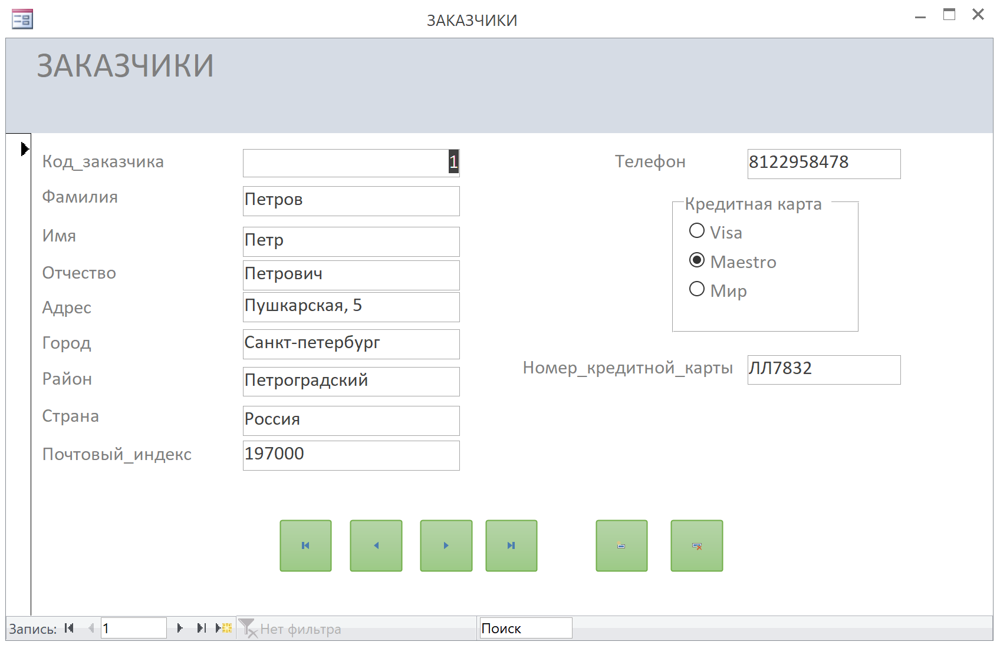 ЗАКАЗЧИКИ
ЗАКАЗЧИКИ
Код_заказчика 1
Фамилия Петров
Имя Петр
Отчество Петрович
Адрес Пушкарская, 5
Город Санкт-петербург
Район Петроградский
Страна Россия
Почтовый_индекс 197000
Телефон 8122958478
Кредитная карта
Visa
Maestro
Мир
Номер_кредитной_карты ЛЛ7832
Запись: 1 Нет фильтра Поиск